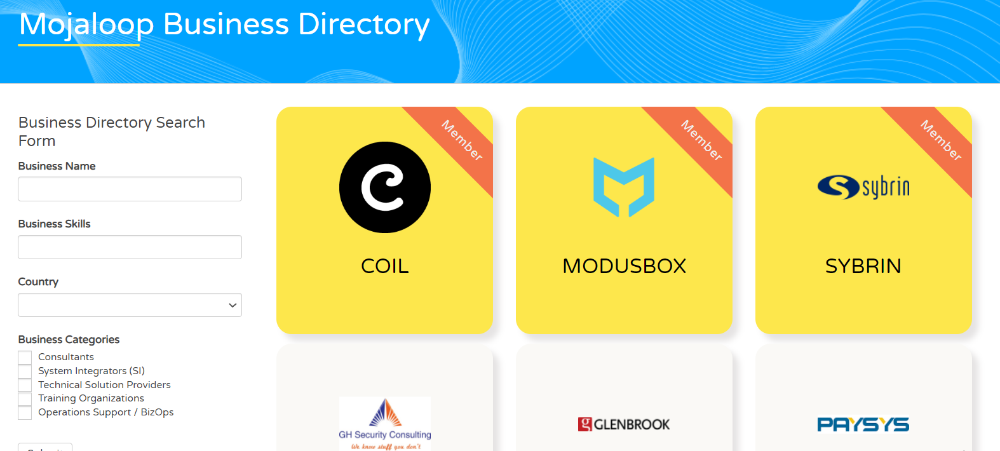 Mojaloop Business Directory
Business Directory Search
Form
Business Name
Business Skills
Country
Business Categories
Consultants
System Integrators (SI)
Technical Solution Providers
Training Organizations
Operations Support / BizOps
Submit
Member
COIL
Member
MODUSBOX
Member
sybrin
SYBRIN
GH Security Consulting
We know stuff you don't
g GLENBROOK
PAYSYS